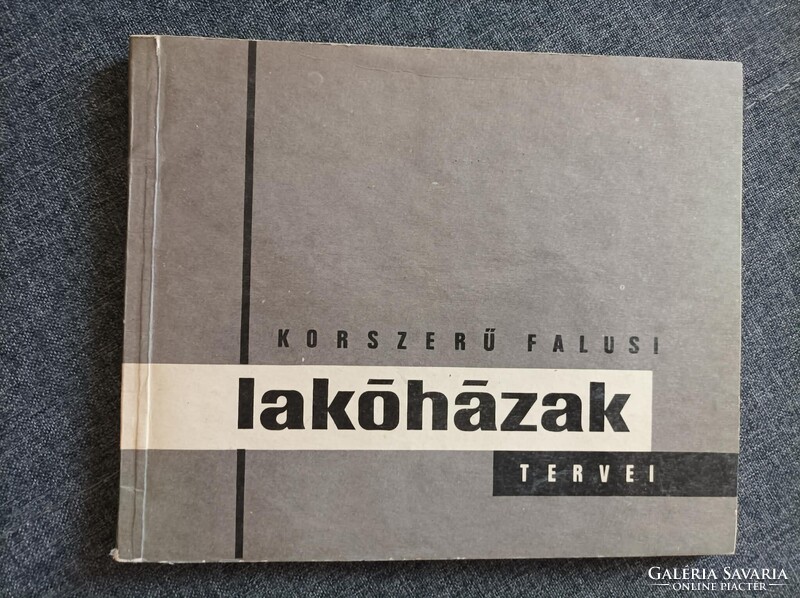 KORSZERŰ FALUSI
lakóházak
TERVEI
GALÉRIA SAVARIA
ONLINE PIACTÉR